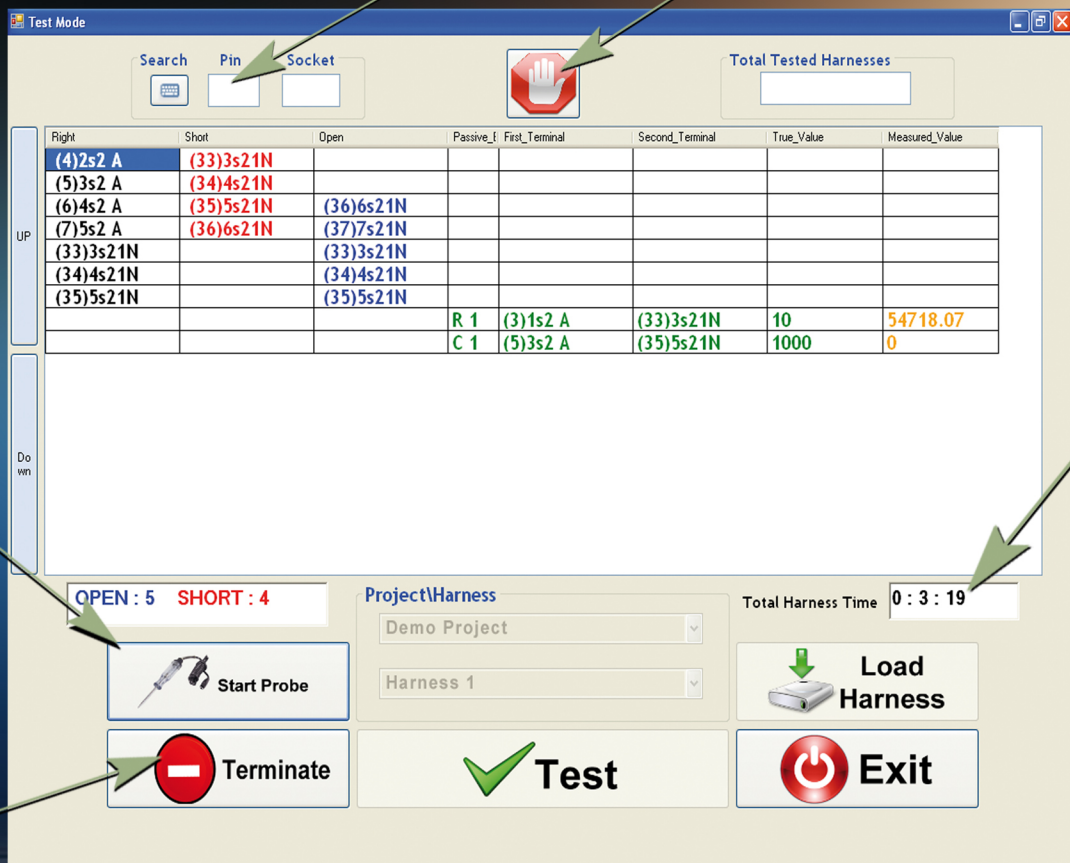 Test Mode
Search Pin Socket
Total Tested Harnesses
Right Short Open Passive_E First_Terminal Second_Terminal True_Value Measured_Value
(4)2s2 A (33)3s21N
(5)3s2 A (34)4s21N
(6)4s2 A (35)5s21N (36)6s21N
(7)5s2 A (36)6s21N (37)7s21N
(33)3s21N (33)3s21N
(34)4s21N (34)4s21N
(35)5s21N (35)5s21N
R 1 (3)1s2 A (33)3s21N 10 54718.07
C 1 (5)3s2 A (35)5s21N 1000 0
UP
Do
wn
OPEN : 5 SHORT : 4
Project\Harness
Demo Project
Harness 1
Total Harness Time 0 : 3 : 19
Start Probe
Load
Harness
Terminate
Test
Exit